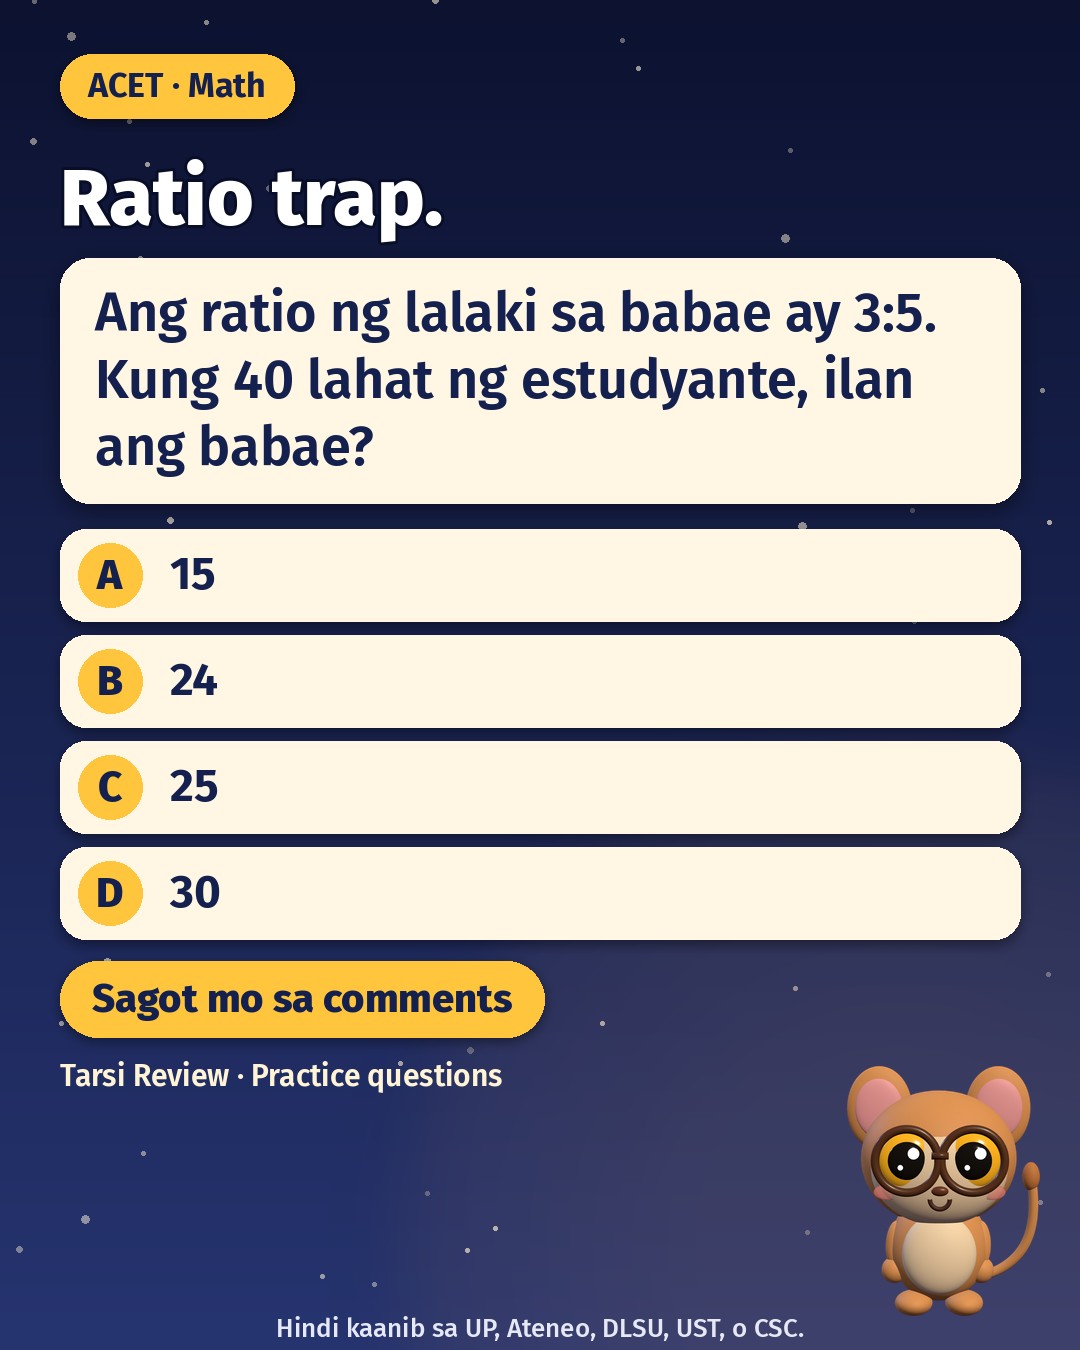 ACET · Math
Ratio trap.
Ang ratio ng lalaki sa babae ay 3:5.
Kung 40 lahat ng estudyante, ilan
ang babae?
A 15
B 24
C 25
D 30
Sagot mo sa comments
Tarsi Review · Practice questions
Hindi kaanib sa UP, Ateneo, DLSU, UST, o CSC.